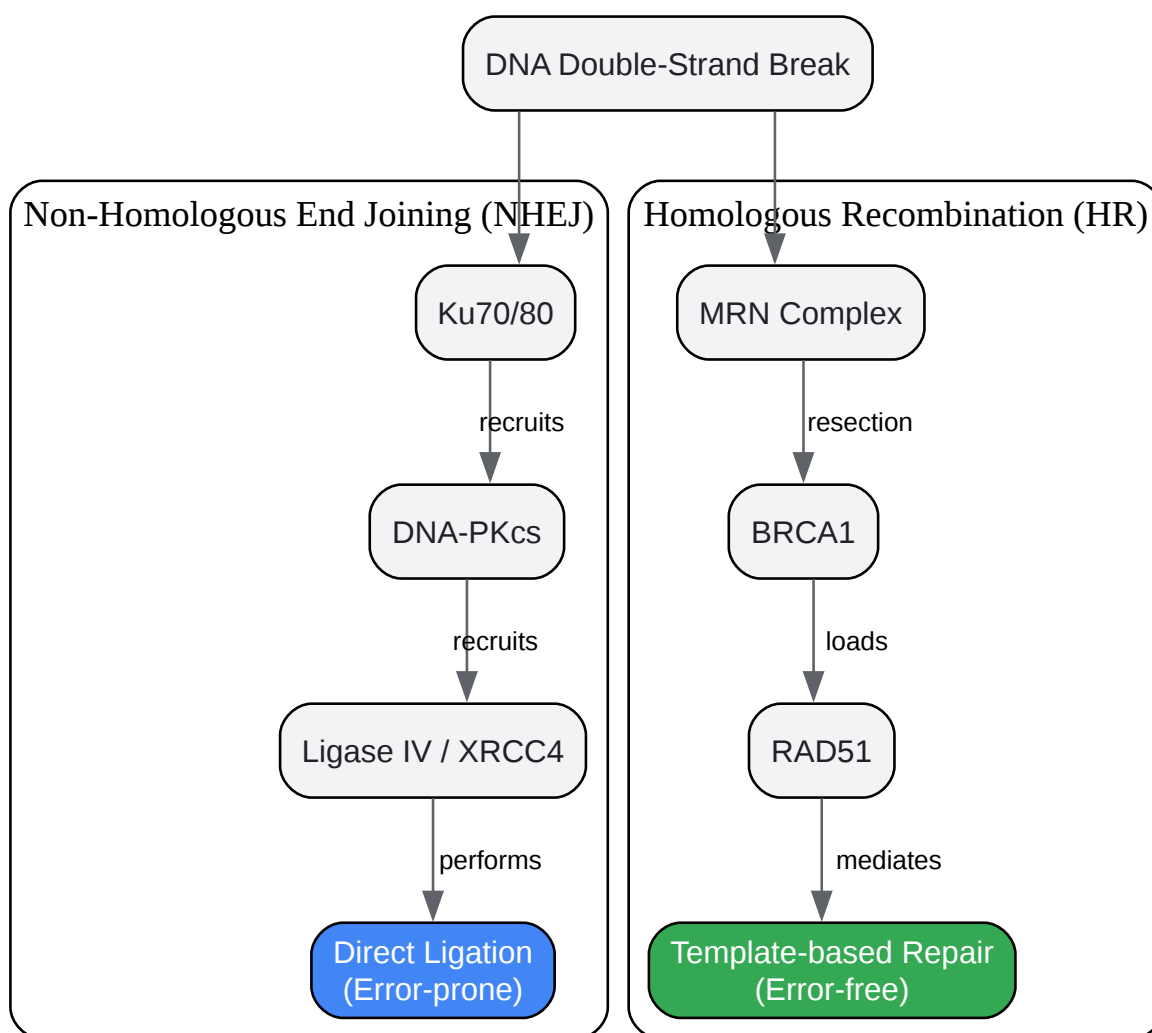 DNA Double-Strand Break
Non-Homologous End Joining (NHEJ)
Ku70/80
recruits
DNA-PKcs
recruits
Ligase IV / XRCC4
performs
Direct Ligation
(Error-prone)
Homologous Recombination (HR)
MRN Complex
resection
BRCA1
loads
RAD51
mediates
Template-based Repair
(Error-free)